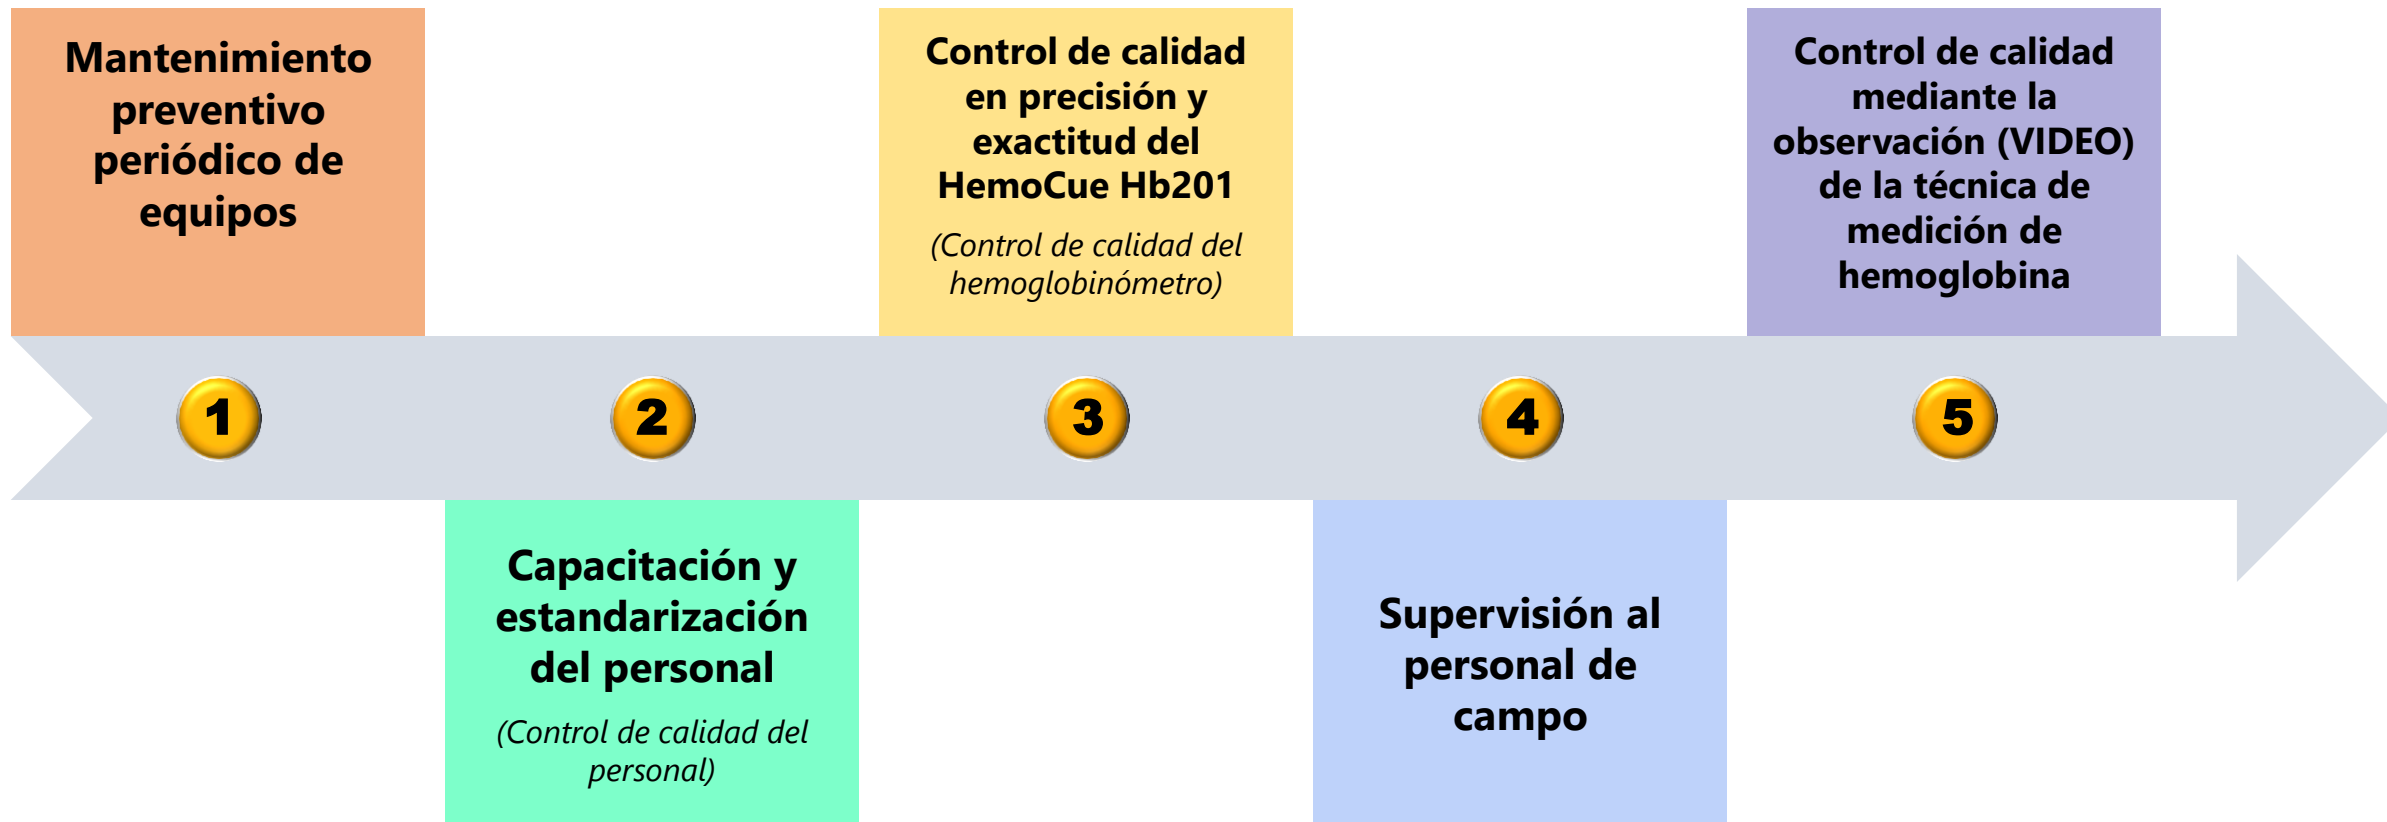 Mantenimiento
preventivo
periódico de
equipos
1
Capacitación y
estandarización
del personal
(Control de calidad del
personal)
2
Control de calidad
en precisión y
exactitud del
HemoCue Hb201
(Control de calidad del
hemoglobinómetro)
3
Supervisión al
personal de
campo
4
Control de calidad
mediante la
observación (VIDEO)
de la técnica de
medición de
hemoglobina
5